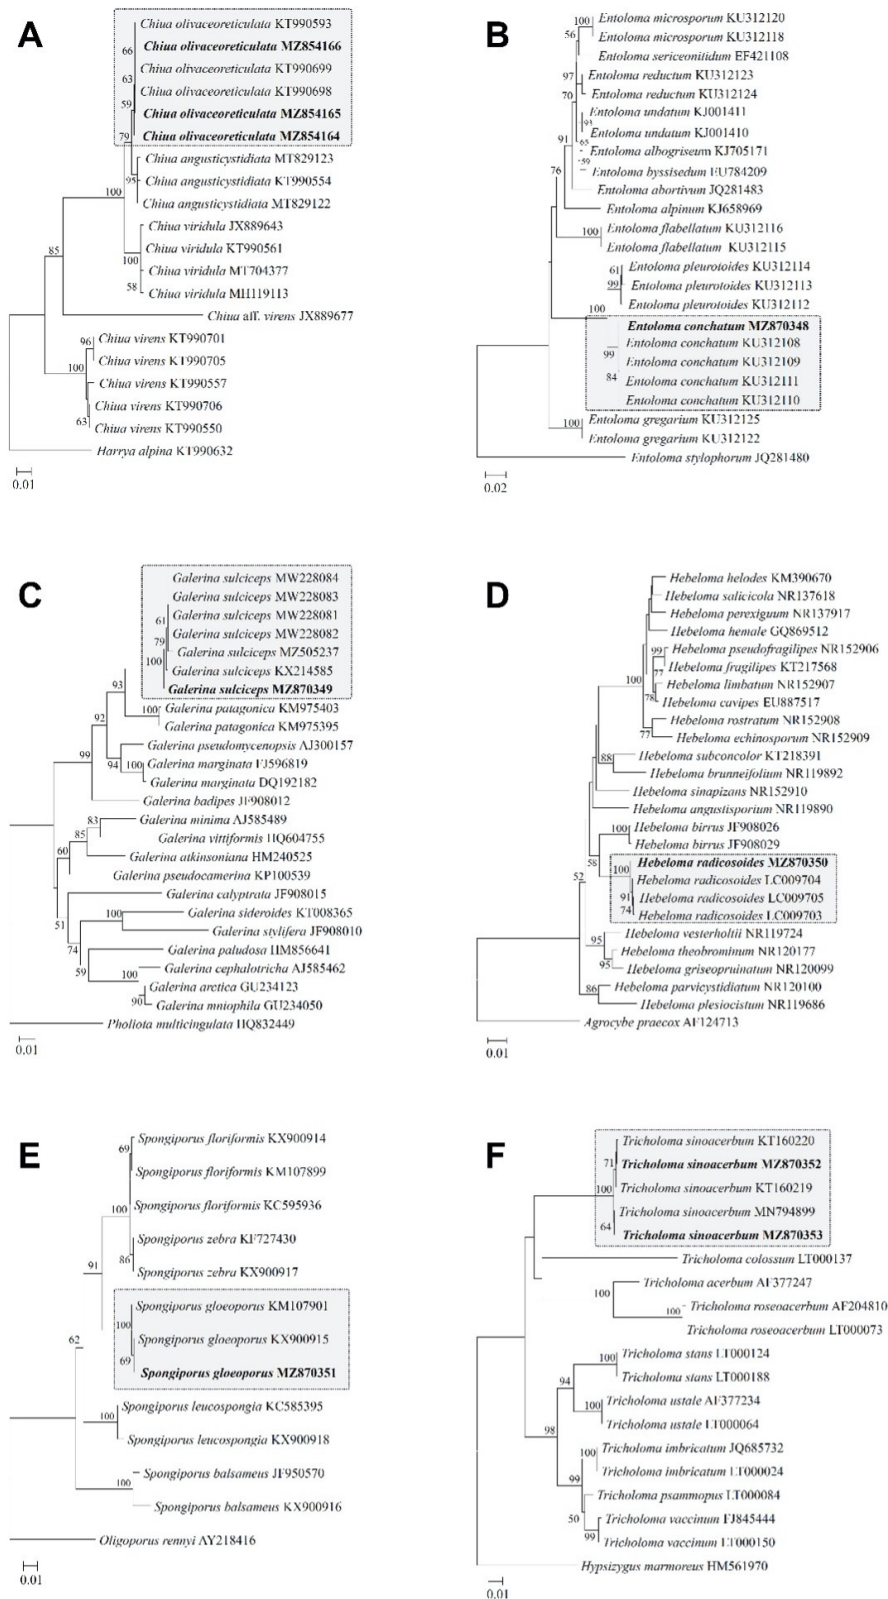 A
Chiua olivaceoreticulata KT990593
Chiua olivaceoreticulata MZ854166
66
Chiua olivaceoreticulata KT990699
63
Chiua olivaceoreticulata KT990698
59
Chiua olivaceoreticulata MZ854165
79
Chiua olivaceoreticulata MZ854164
Chiua angusticystidiata MT829123
95
Chiua angusticystidiata KT990554
100
Chiua angusticystidiata MT829122
Chiua viridula JX889643
85
Chiua viridula KT990561
100
Chiua viridula MT704377
58
Chiua viridula MH119113
Chiua aff. virens JX889677
96
Chiua virens KT990701
Chiua virens KT990705
100
Chiua virens KT990557
Chiua virens KT990706
63
Chiua virens KT990550
Harrya alpina KT990632
0.01
B
100
Entoloma microsporum KU312120
56
Entoloma microsporum KU312118
Entoloma sericeonitidum EF421108
97
Entoloma reductum KU312123
70
Entoloma reductum KU312124
Entoloma undatum KJ001411
93
Entoloma undatum KJ001410
91
65
Entoloma albogriseum KJ705171
59
Entoloma byssisedum EU784209
76
Entoloma abortivum JQ281483
Entoloma alpinum KJ658969
100
Entoloma flabellatum KU312116
Entoloma flabellatum KU312115
61
Entoloma pleurotoides KU312114
99
Entoloma pleurotoides KU312113
100
Entoloma pleurotoides KU312112
Entoloma conchatum MZ870348
Entoloma conchatum KU312108
99
Entoloma conchatum KU312109
84
Entoloma conchatum KU312111
Entoloma conchatum KU312110
100
Entoloma gregarium KU312125
Entoloma gregarium KU312122
Entoloma stylophorum JQ281480
0.02
C
Galerina sulciceps MW228084
Galerina sulciceps MW228083
61
Galerina sulciceps MW228081
79
Galerina sulciceps MW228082
Galerina sulciceps MZ505237
100
Galerina sulciceps KX214585
93
Galerina sulciceps MZ870349
100
Galerina patagonica KM975403
92
Galerina patagonica KM975395
Galerina pseudomycenopsis AJ300157
99
94
100
Galerina marginata FJ596819
Galerina marginata DQ192182
Galerina badipes JF908012
83
Galerina minima AJ585489
85
Galerina vittiformis HQ604755
60
Galerina atkinsoniana HM240525
Galerina pseudocamerina KP100539
Galerina calyptrata JF908015
51
100
Galerina sideroides KT008365
Galerina stylifera JF908010
74
Galerina paludosa HM856641
59
100
Galerina cephalotricha AJ585462
Galerina arctica GU234123
90
Galerina mniophila GU234050
Pholiota multicingulata HQ832449
0.01
D
Hebeloma helodes KM390670
Hebeloma salicicola NR137618
Hebeloma perexiguum NR137917
Hebeloma hemale GQ869512
99
Hebeloma pseudofragilipes NR152906
77
Hebeloma fragilipes KT217568
100
Hebeloma limbatum NR152907
78
Hebeloma cavipes EU887517
Hebeloma rostratum NR152908
77
Hebeloma echinosporum NR152909
88
Hebeloma subconcolor KT218391
Hebeloma brunneifolium NR119892
Hebeloma sinapizans NR152910
Hebeloma angustisporium NR119890
100
Hebeloma birrus JF908026
Hebeloma birrus JF908029
58
100
Hebeloma radicosoides MZ870350
52
Hebeloma radicosoides LC009704
91
Hebeloma radicosoides LC009705
74
Hebeloma radicosoides LC009703
95
Hebeloma vesterholtii NR119724
Hebeloma theobrominum NR120177
95
Hebeloma griseopruinatum NR120099
86
Hebeloma parvicystidiatum NR120100
Hebeloma plesiocistum NR119686
Agrocybe praecox AF124713
0.01
E
69
Spongiporus floriformis KX900914
Spongiporus floriformis KM107899
100
Spongiporus floriformis KC595936
Spongiporus zebra KF727430
91
86
Spongiporus zebra KX900917
Spongiporus gloeoporus KM107901
100
62
Spongiporus gloeoporus KX900915
69
Spongiporus gloeoporus MZ870351
Spongiporus leucospongia KC585395
100
Spongiporus leucospongia KX900918
Spongiporus balsameus JF950570
100
Spongiporus balsameus KX900916
Oligoporus rennyi AY218416
0.01
F
Tricholoma sinoacerbum KT160220
71
Tricholoma sinoacerbum MZ870352
100
Tricholoma sinoacerbum KT160219
Tricholoma sinoacerbum MN794899
64
Tricholoma sinoacerbum MZ870353
Tricholoma colossum LT000137
Tricholoma acerbum AF377247
100
100
Tricholoma roseoacerbum AF204810
Tricholoma roseoacerbum LT000073
100
Tricholoma stans LT000124
94
Tricholoma stans LT000188
100
Tricholoma ustale AF377234
Tricholoma ustale LT000064
98
100
Tricholoma imbricatum JQ685732
99
Tricholoma imbricatum LT000024
Tricholoma psammopus LT000084
50
Tricholoma vaccinum FJ845444
99
Tricholoma vaccinum LT000150
Hypsizygus marmoreus HM561970
0.01